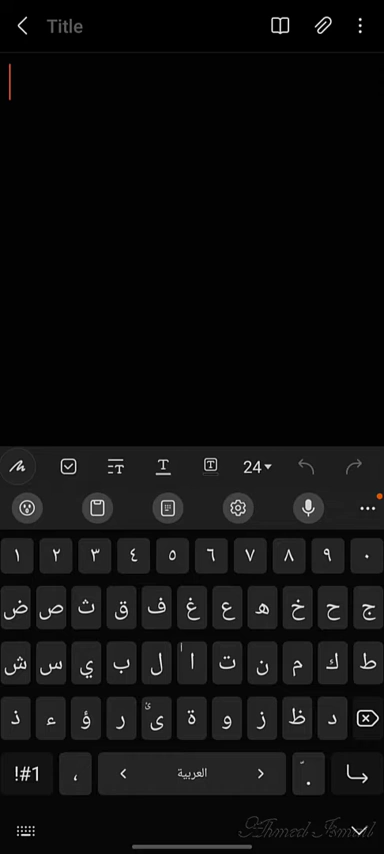 Title
24
١ ٢ ٣ ٤ ٥ ٦ ٧ ٨ ٩ ٠
ض ص ث ق ف غ ع ه خ ح ج
ش س ي ب ل ا ت ن م ك ط
ذ ء ؤ ر ى ة و ز ظ د
!#1 ، العربية .
Ahmed Ismail